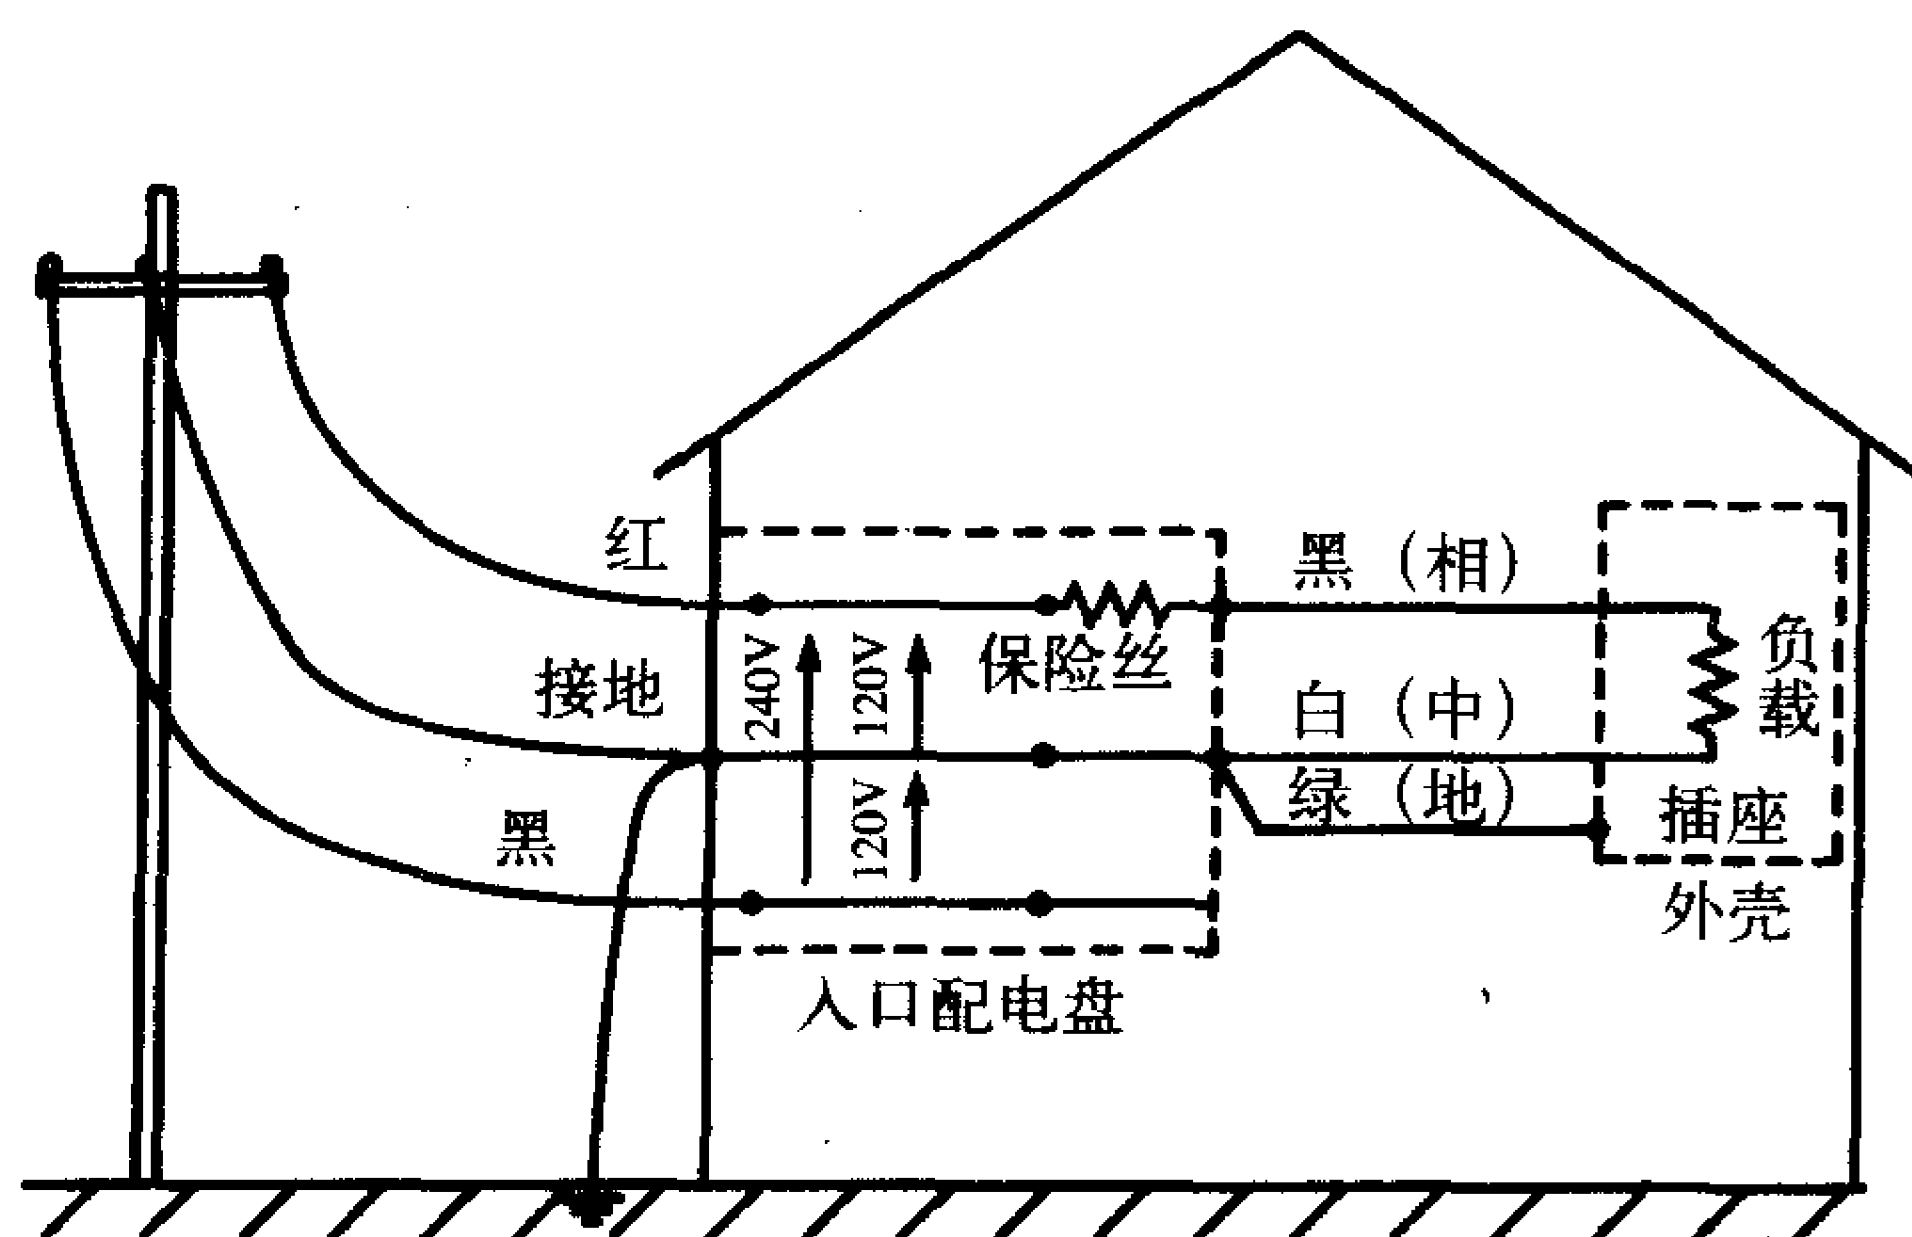 红
黑（相）
保险丝
负载
240V
120V
接地
白（中）
绿（地）
120V
插座
黑
外壳
入口配电盘